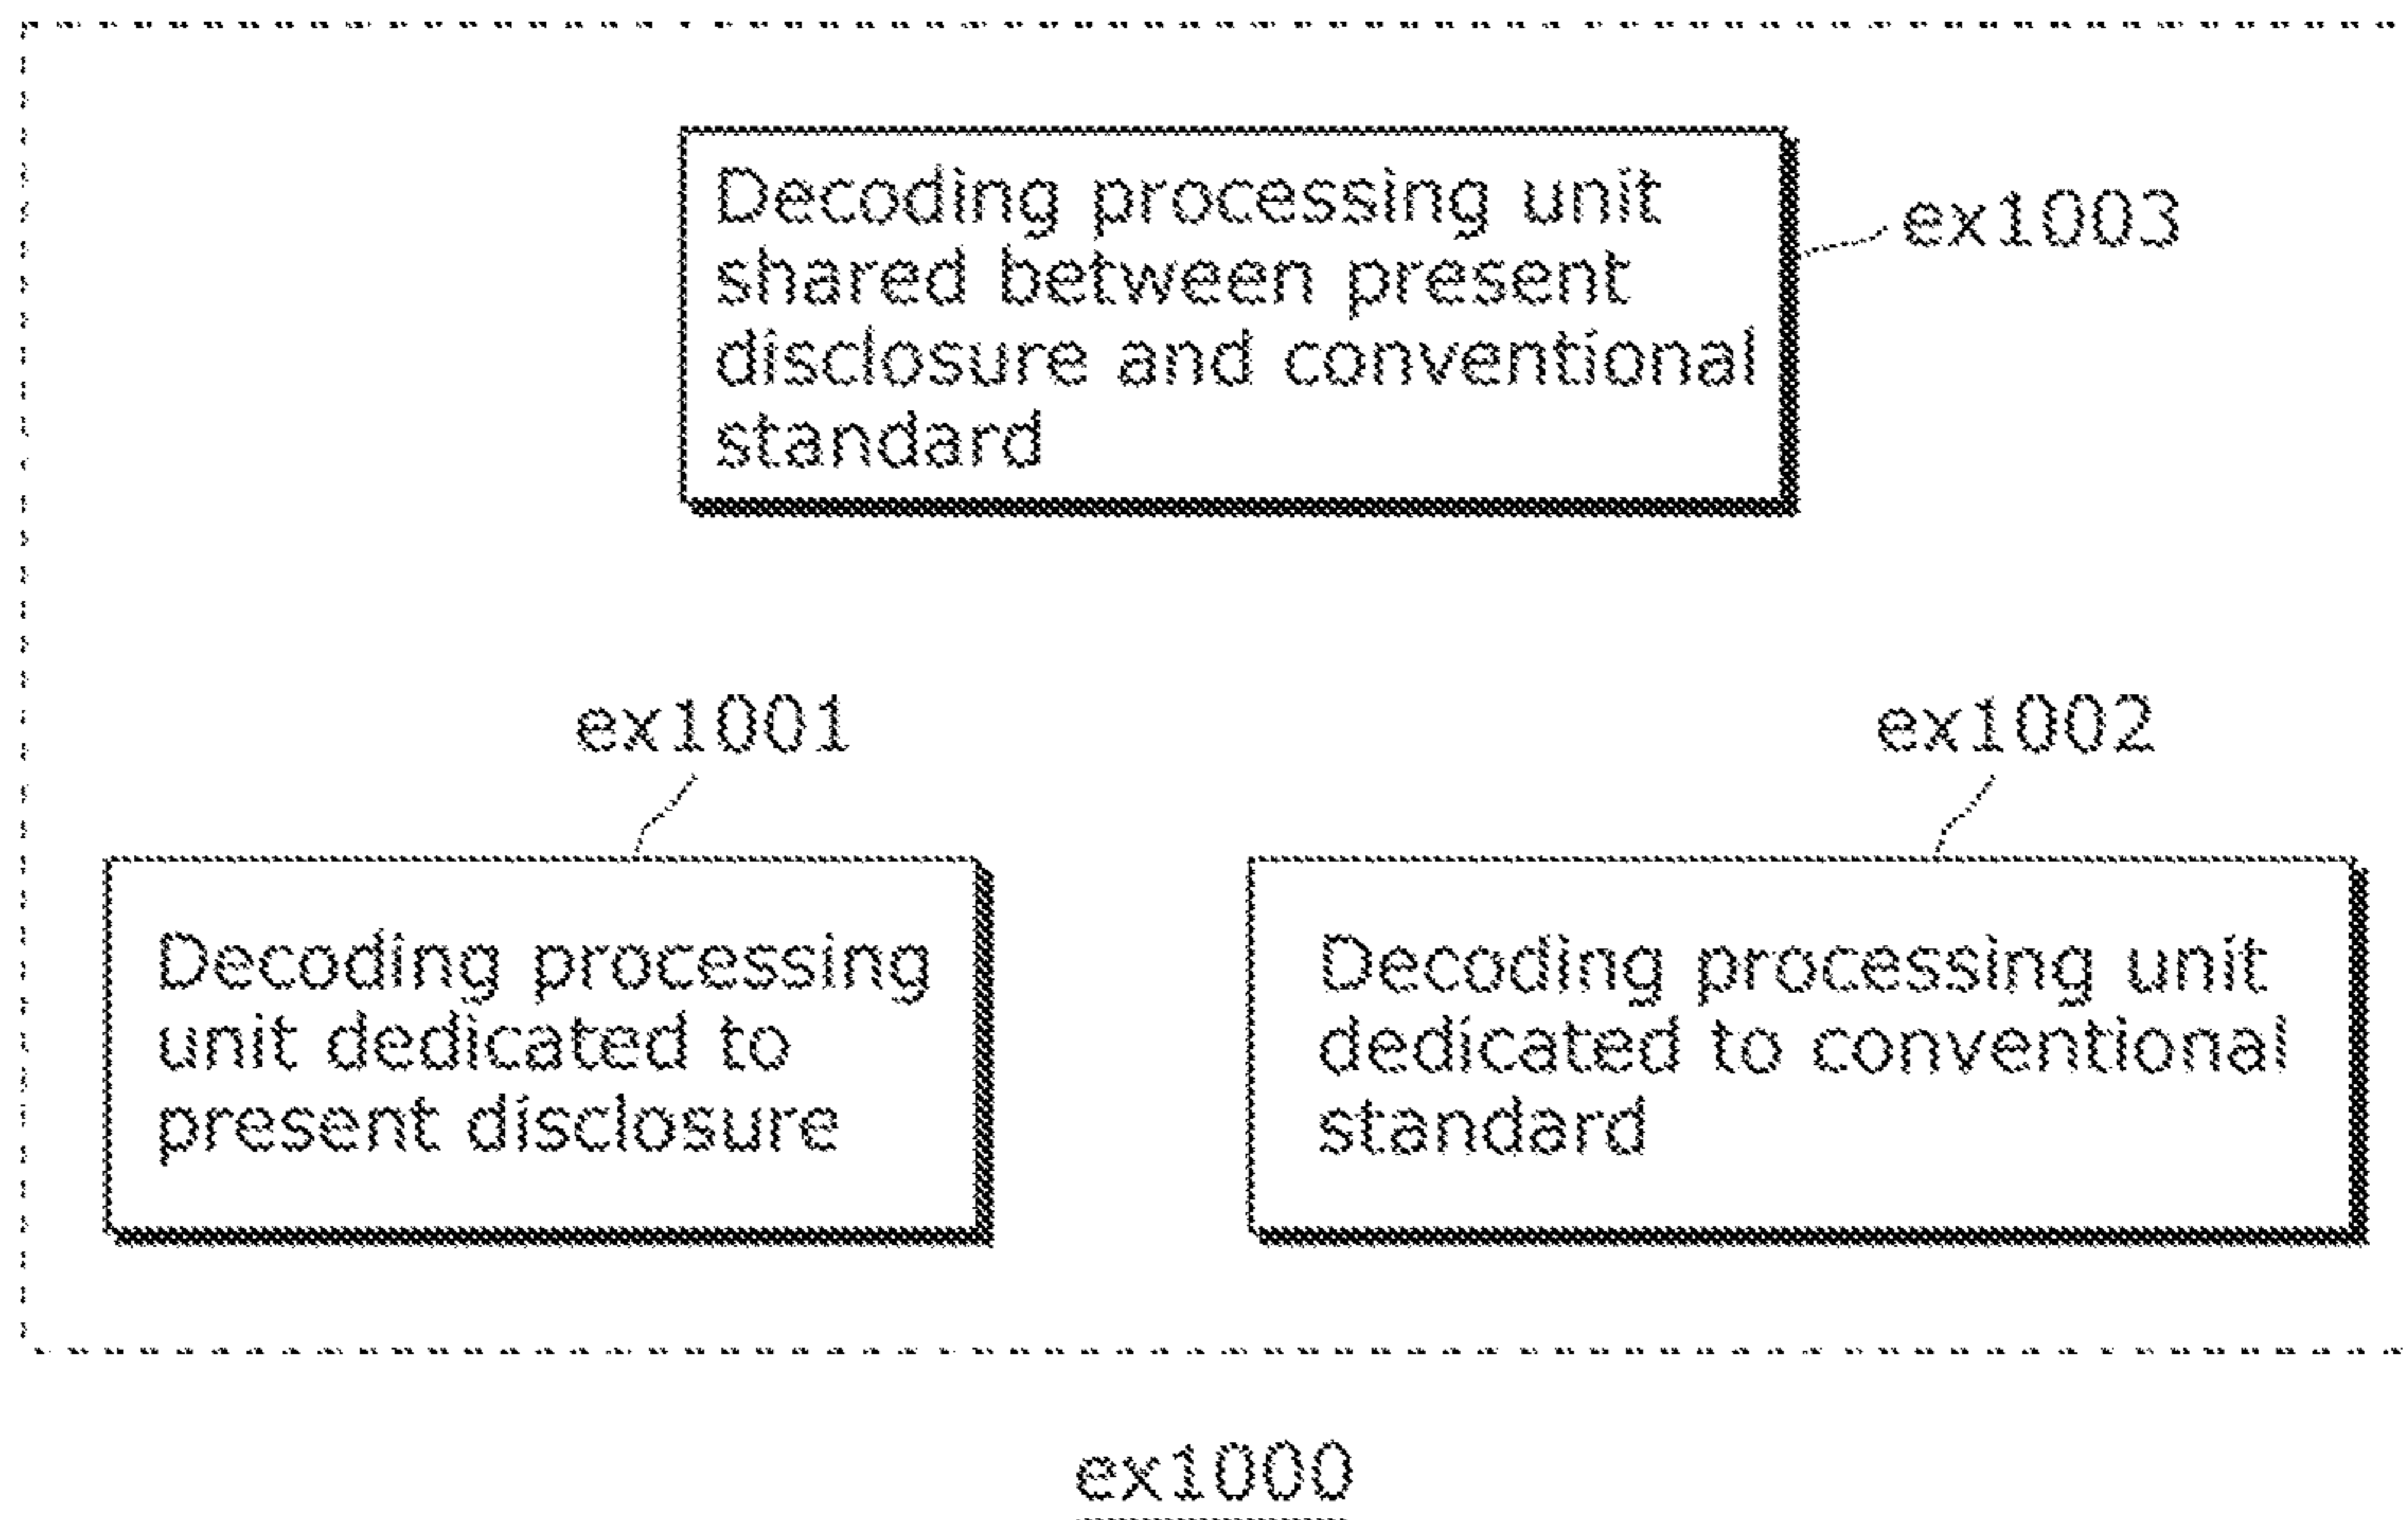 Decoding processing unit
shared between present
disclosure and conventional
standard
ex1003
ex1001
ex1002
Decoding processing
unit dedicated to
present disclosure
Decoding processing unit
dedicated to conventional
standard
ex1000